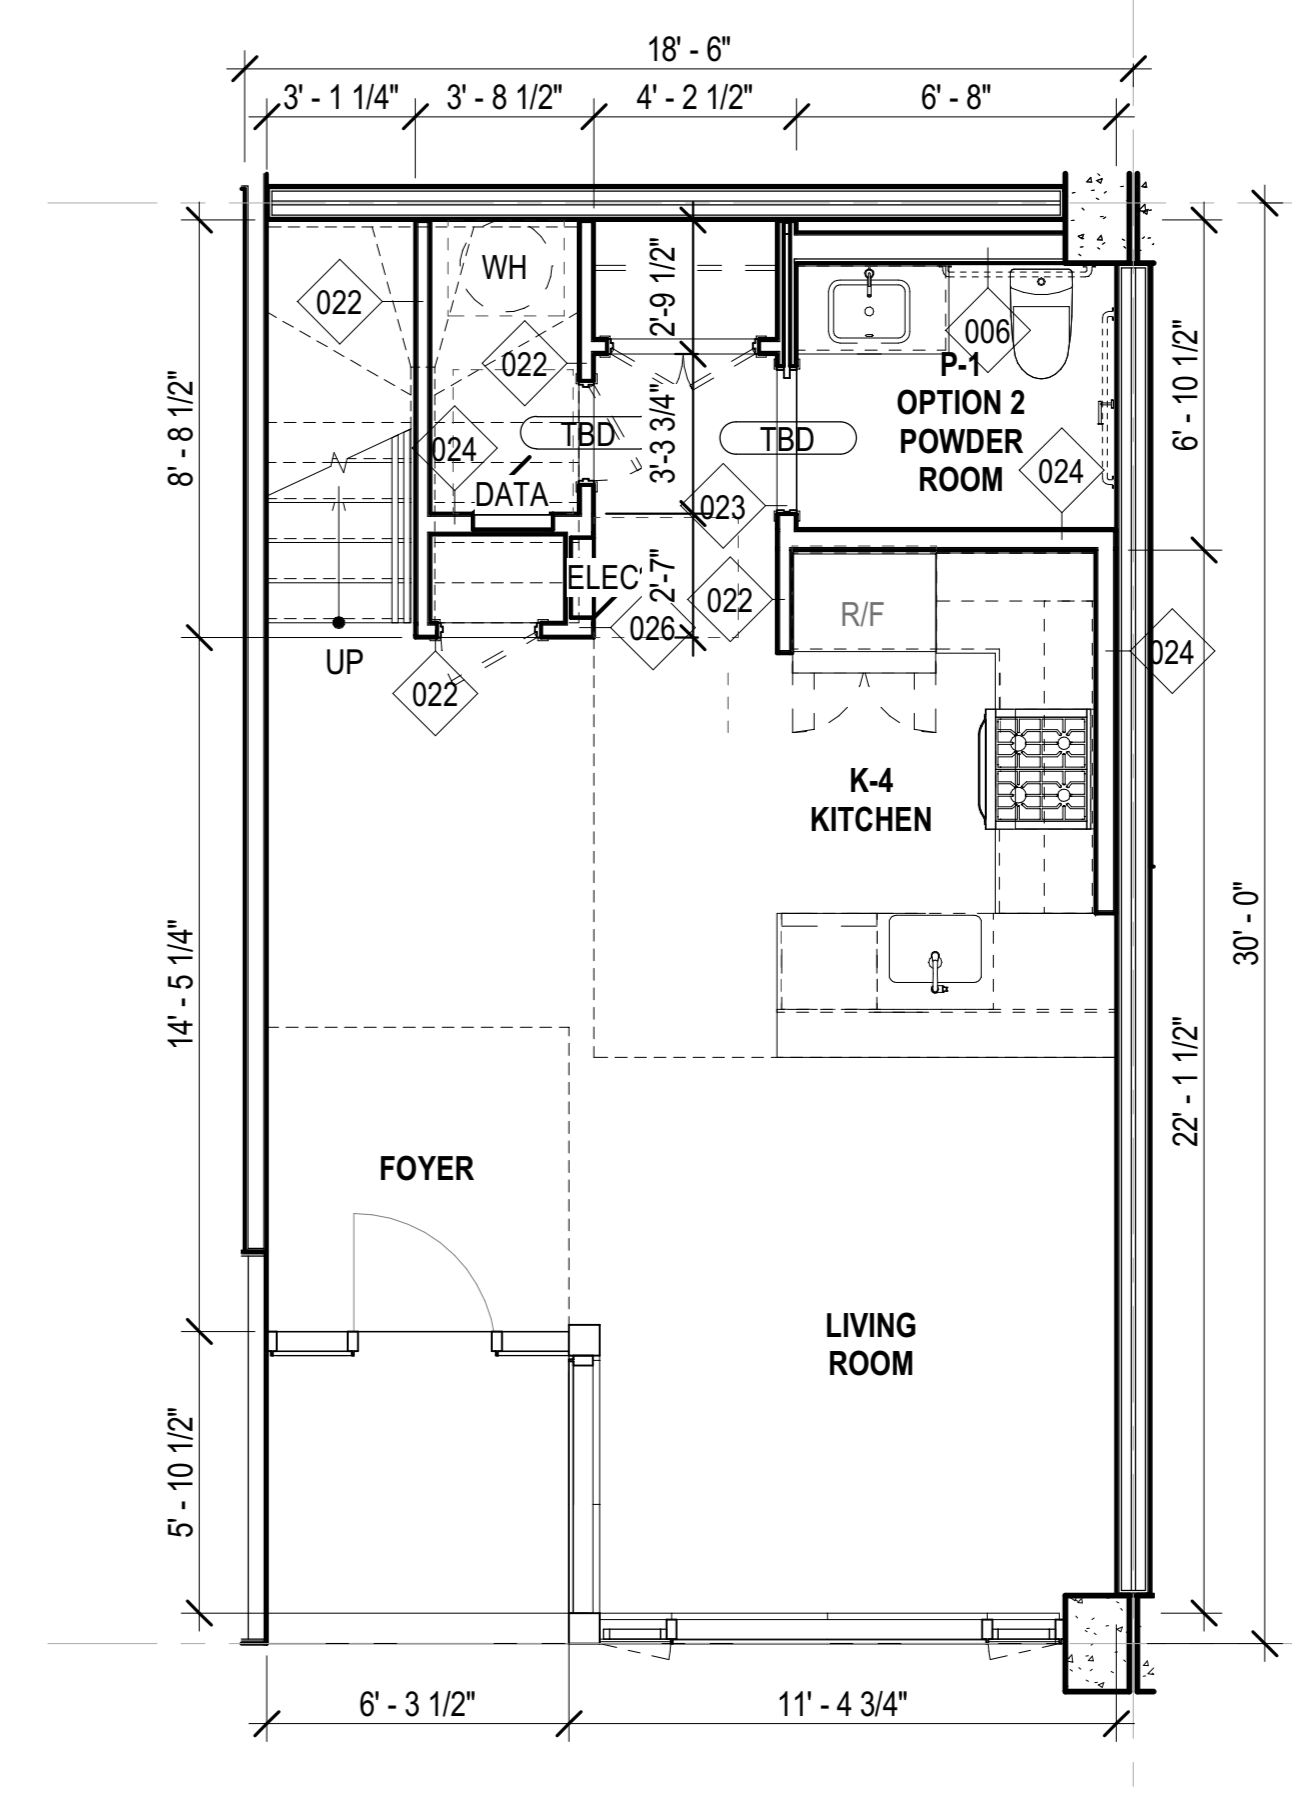 18' - 6"
3' - 1 1/4"
3' - 8 1/2"
4' - 2 1/2"
6' - 8"
8' - 8 1/2"
14' - 5 1/4"
5' - 10 1/2"
022
WH
022
024
TBD
DATA
ELEC
2'-9 1/2"
3'-3 3/4"
2'-7"
TBD
023
022
026
022
UP
006
P-1
OPTION 2
POWDER
ROOM
024
R/F
024
K-4
KITCHEN
FOYER
LIVING
ROOM
6' - 10 1/2"
22' - 1 1/2"
30' - 0"
6' - 3 1/2"
11' - 4 3/4"